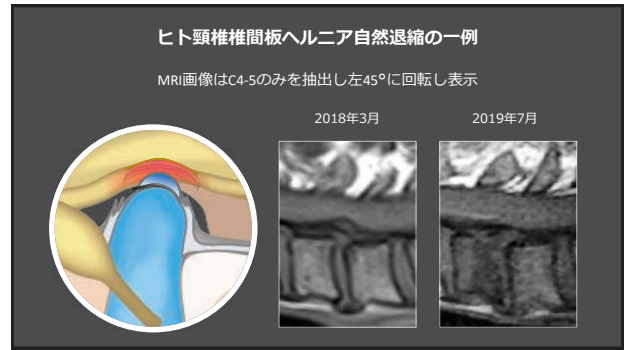 ヒト頸椎椎間板ヘルニア自然退縮の一例
MRI画像はC4-5のみを抽出し左45°に回転し表示
2018年3月
2019年7月